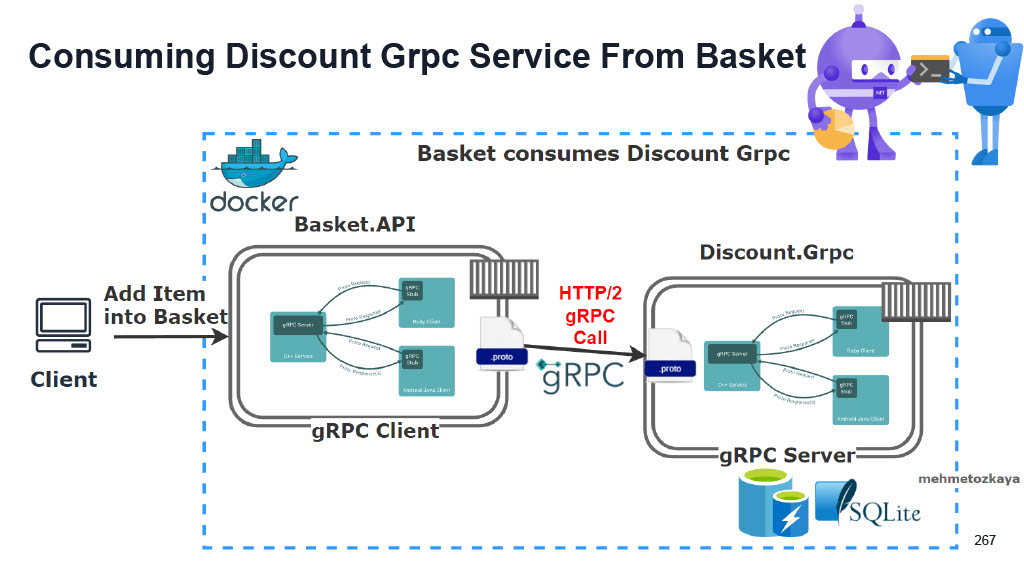 Consuming Discount Grpc Service From Basket
.NET
Basket consumes Discount Grpc
docker
Basket.API
Discount.Grpc
Add Item
into Basket
Client
HTTP/2
gRPC
Call
gRPC
.proto
.proto
gRPC Server
C++ Service
gRPC
Stub
Ruby Client
gRPC
Stub
Android-Java Client
Proto Request
Proto Response
Proto Request
Proto Response(s)
gRPC Client
gRPC Server
C++ Service
gRPC
Stub
Ruby Client
gRPC
Stub
Android-Java Client
Proto Request
Proto Response
Proto Request
Proto Response(s)
gRPC Server
SQLite
mehmetozkaya
267